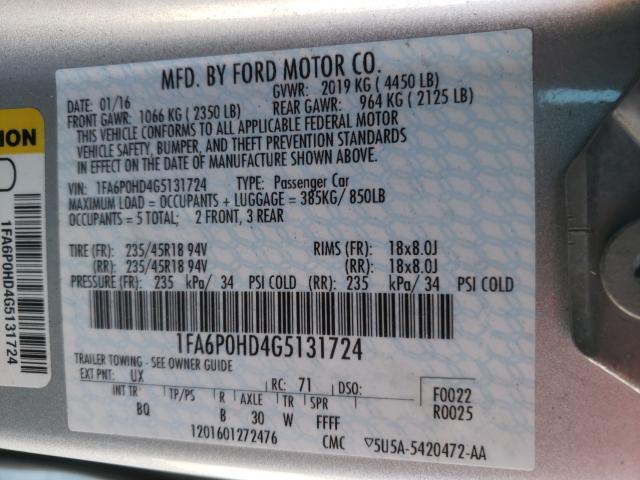 MFD. BY FORD MOTOR CO.
DATE: 01/16 GVWR: 2019 KG ( 4450 LB)
FRONT GAWR: 1066 KG ( 2350 LB) REAR GAWR: 964 KG ( 2125 LB)
THIS VEHICLE CONFORMS TO ALL APPLICABLE FEDERAL MOTOR
VEHICLE SAFETY, BUMPER, AND THEFT PREVENTION STANDARDS
IN EFFECT ON THE DATE OF MANUFACTURE SHOWN ABOVE.
VIN: 1FA6P0HD4G5131724 TYPE: Passenger Car
MAXIMUM LOAD = OCCUPANTS + LUGGAGE = 385KG/ 850LB
OCCUPANTS = 5 TOTAL; 2 FRONT, 3 REAR
TIRE (FR): 235/45R18 94V RIMS (FR): 18x8.0J
(RR): 235/45R18 94V (RR): 18x8.0J
PRESSURE (FR): 235 kPa/ 34 PSI COLD (RR): 235 kPa/ 34 PSI COLD
1FA6P0HD4G5131724
TRAILER TOWING - SEE OWNER GUIDE
EXT PNT: UX RC: 71 DSO: F0022
INT TR TP/PS R AXLE TR SPR R0025
BQ B 30 W FFFF
1201601272476 CMC ▽5U5A-5420472-AA
TION
1FA6P0HD4G5131724